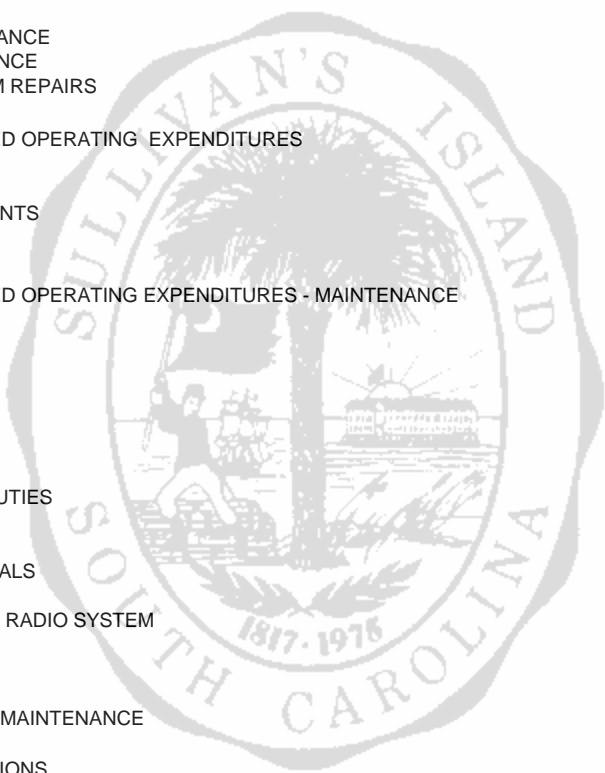 ANCE
NCE
M REPAIRS
D OPERATING EXPENDITURES
NTS
D OPERATING EXPENDITURES - MAINTENANCE
UTIES
ALS
RADIO SYSTEM
MAINTENANCE
IONS
SULLIVAN'S ISLAND
1817 - 1975
SOUTH CAROLINA